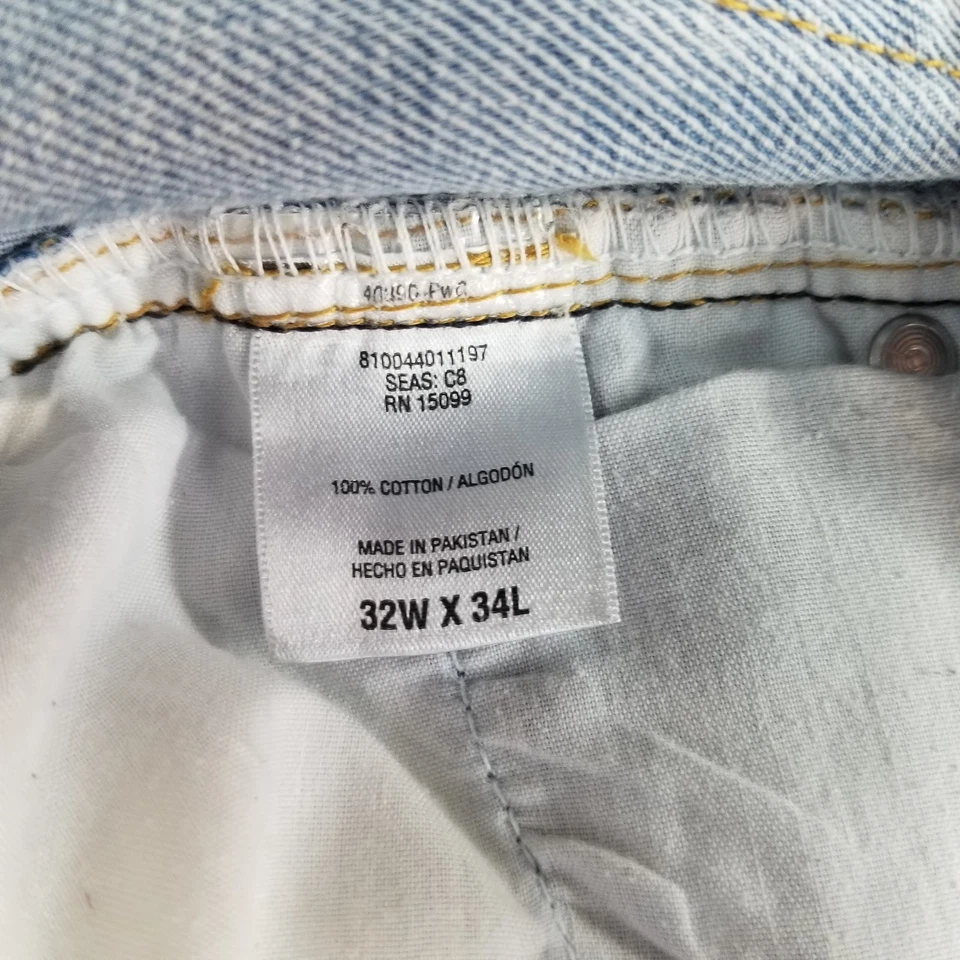 810044011197
SEAS: C8
RN 15099
100% COTTON / ALGODÓN
MADE IN PAKISTAN /
HECHO EN PAQUISTAN
32W X 34L